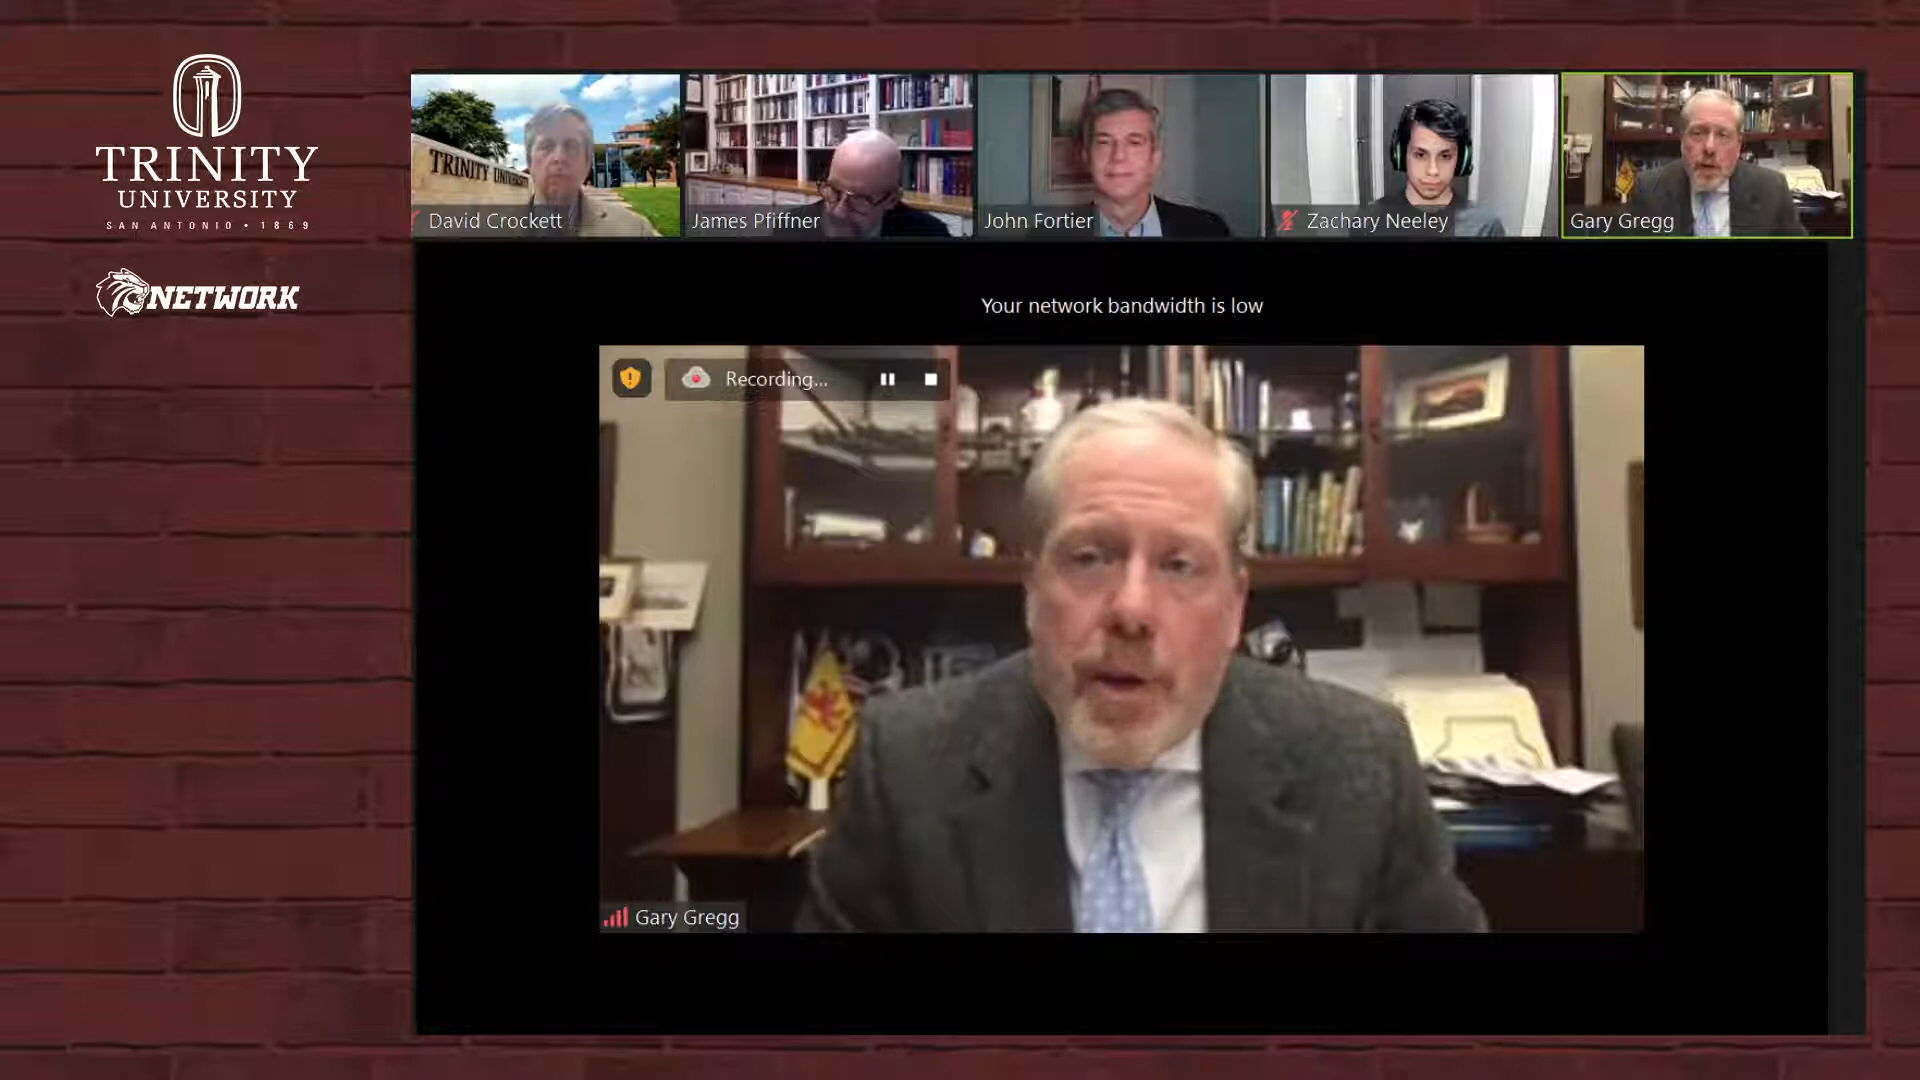 TRINITY
UNIVERSITY
SAN ANTONIO • 1869
NETWORK
TRINITY UNIVERSITY
David Crockett
James Pfiffner
John Fortier
Zachary Neeley
Gary Gregg
Your network bandwidth is low
Recording...
Gary Gregg